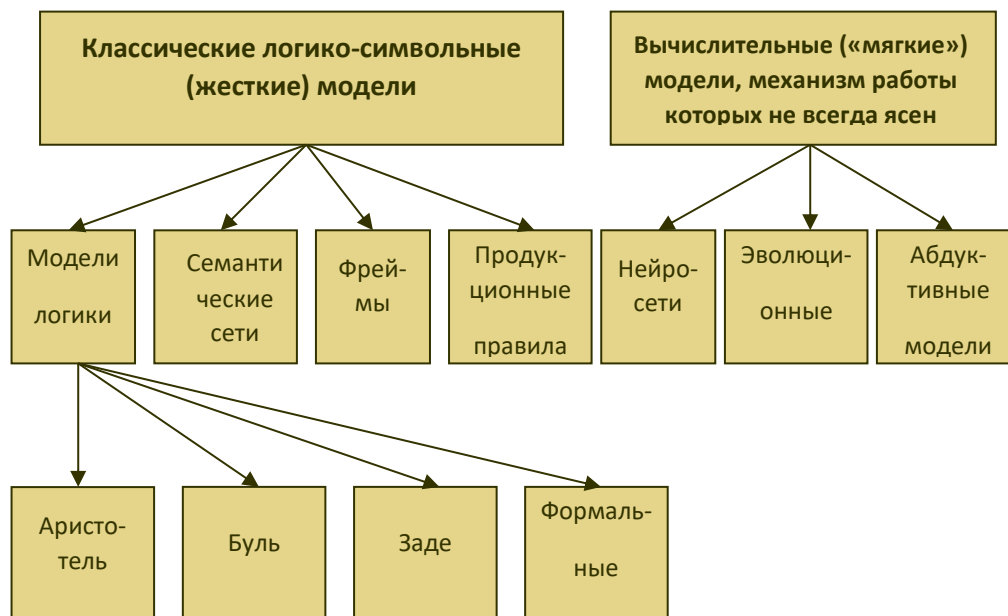 Классические логико-символьные
(жесткие) модели
Вычислительные («мягкие»)
модели, механизм работы
которых не всегда ясен
Модели
логики
Семанти
ческие
сети
Фрей-
мы
Продук-
ционные
правила
Нейро-
сети
Эволюци-
онные
Абдук-
тивные
модели
Аристо-
тель
Буль
Заде
Формаль-
ные